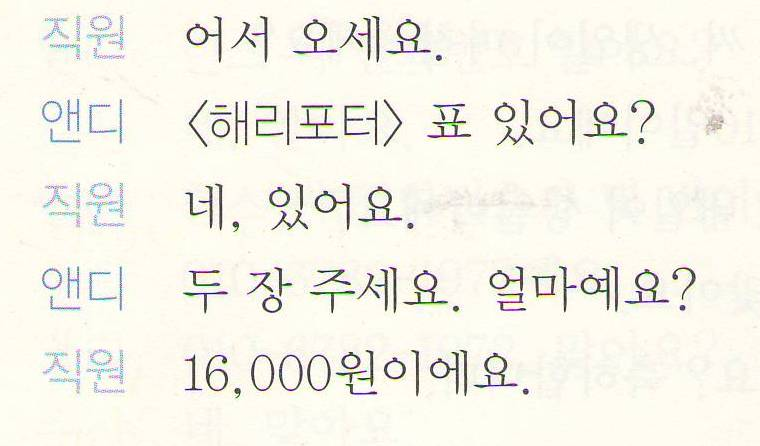 직원 어서 오세요.
앤디 〈해리포터〉 표 있어요?
직원 네, 있어요.
앤디 두 장 주세요. 얼마예요?
직원 16,000원이에요.